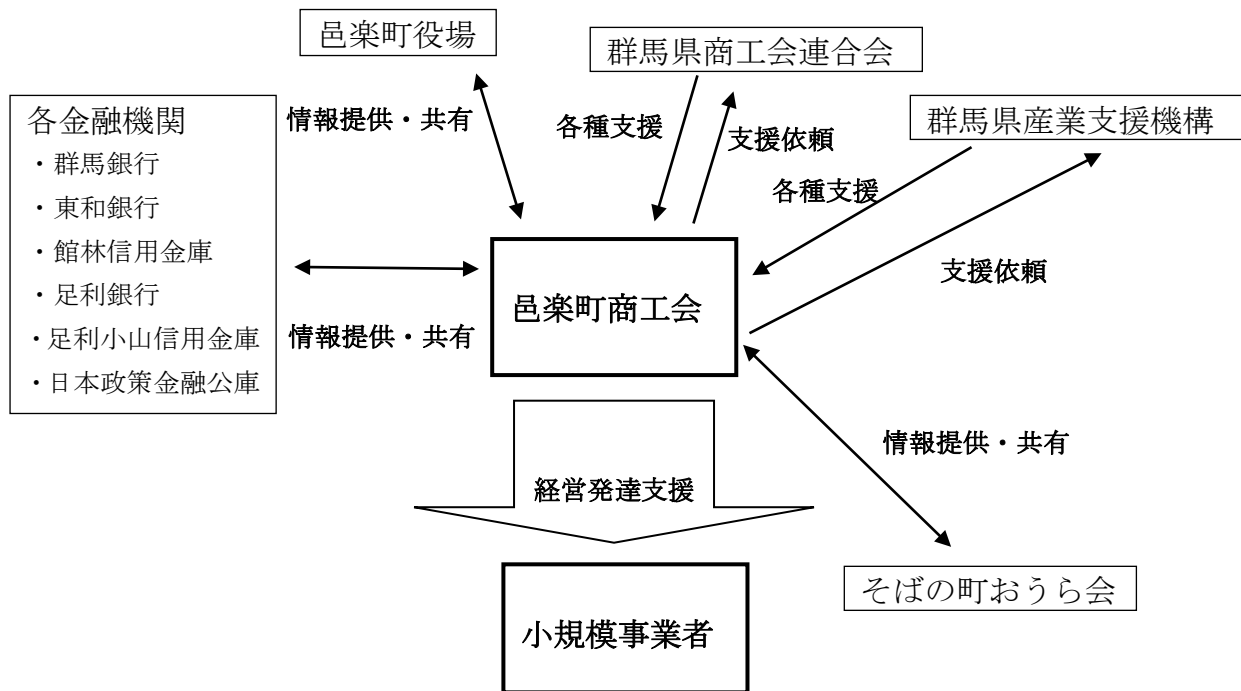 邑楽町役場
群馬県商工会連合会
各金融機関
・群馬銀行
・東和銀行
・館林信用金庫
・足利銀行
・足利小山信用金庫
・日本政策金融公庫
情報提供・共有
各種支援
支援依頼
群馬県産業支援機構
各種支援
支援依頼
情報提供・共有
邑楽町商工会
情報提供・共有
経営発達支援
そばの町おうら会
小規模事業者